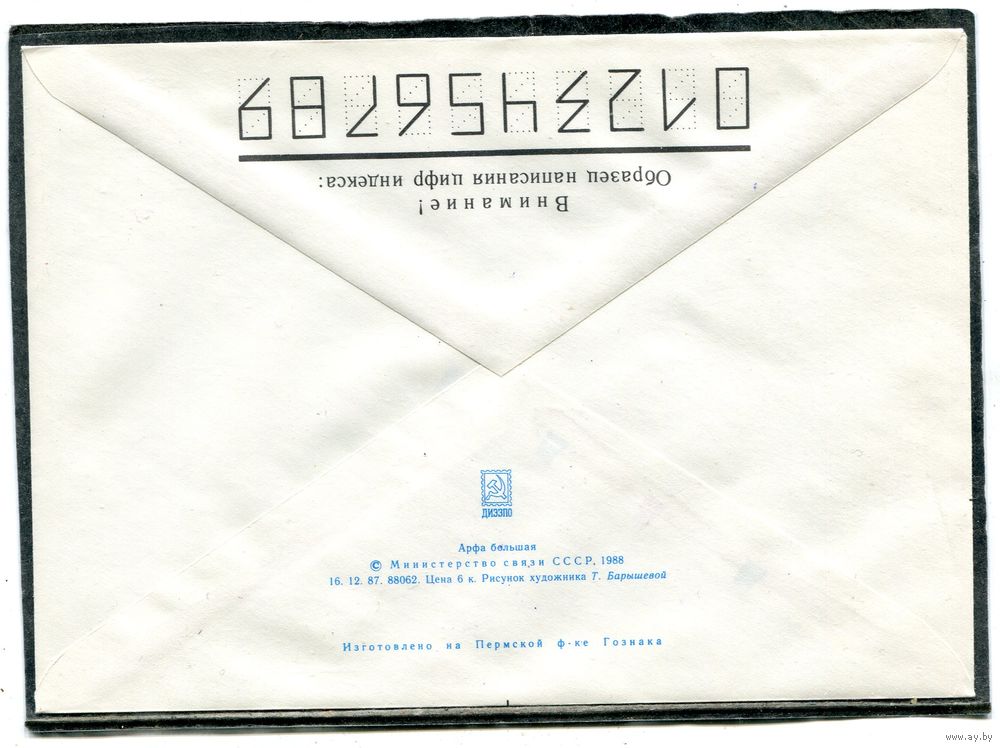 Внимание!
Образец написания цифр индекса:
0123456789
ДИЭЗПО
Арфа большая
© Министерство связи СССР, 1988
16. 12. 87. 88062. Цена 6 к. Рисунок художника Т. Барышевой
Изготовлено на Пермской ф-ке Гознака
www.ay.by